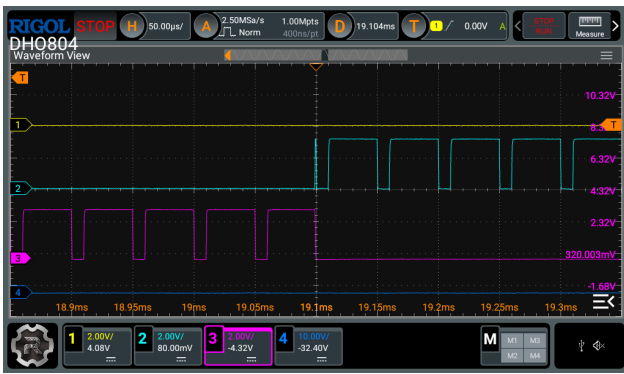 RIGOL STOP H 50.00μs/ A 2.50MSa/s 1.00Mpts D 19.104ms T 1 0.00V A STOP Measure
DHO804 Norm 400ns/pt
Waveform View
T
10.32V
1
T
6.32V
2
4.32V
2.32V
3
320.003mV
4
-1.68V
18.9ms 18.95ms 19ms 19.05ms 19.1ms 19.15ms 19.2ms 19.25ms 19.3ms
1 2.00V/ 2 2.00V/ 3 2.00V/ 4 10.00V/ M M1 M3
4.08V 80.00mV -4.32V -32.40V M2 M4